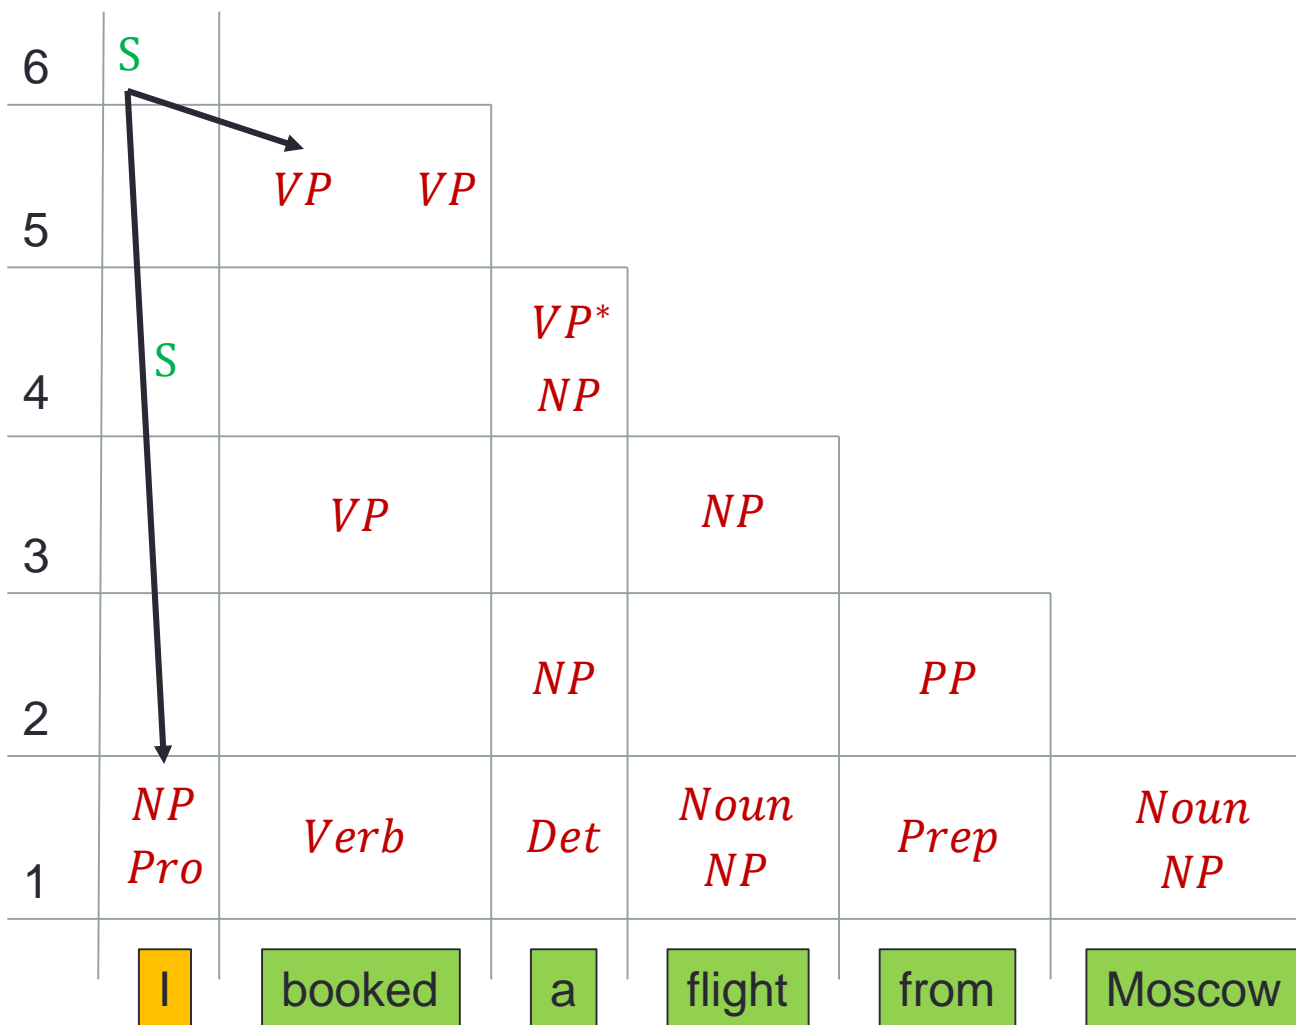 6 S
5 VP VP
VP*
4 S NP
3 VP NP
2 NP PP
NP Noun Noun
Verb Det Prep
1 Pro NP NP
I booked a flight from Moscow